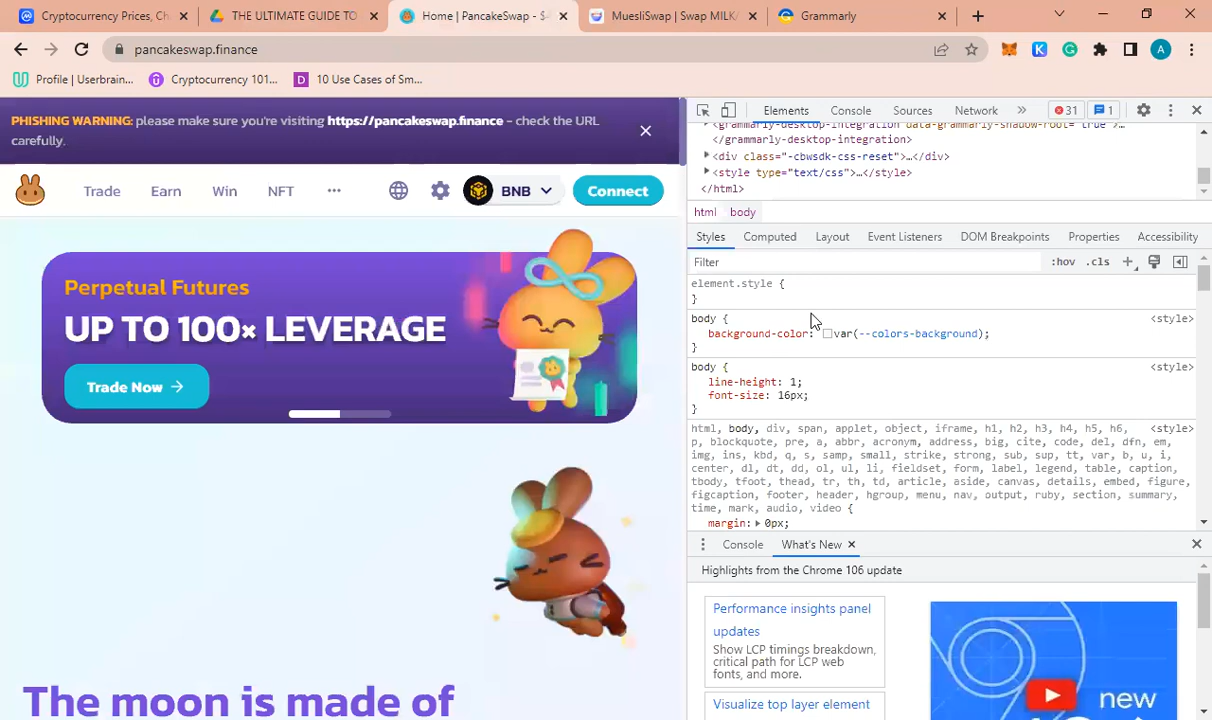 Cryptocurrency Prices, Ch
THE ULTIMATE GUIDE TO
Home | PancakeSwap - $4
MuesliSwap | Swap MILK/
Grammarly
pancakeswap.finance
A
Profile | Userbrain...
Cryptocurrency 101...
10 Use Cases of Sm...
PHISHING WARNING: please make sure you're visiting https://pancakeswap.finance - check the URL
carefully.
Trade
Earn
Win
NFT
BNB
Connect
Perpetual Futures
UP TO 100× LEVERAGE
Trade Now →
The moon is made of
Elements
Console
Sources
Network
»
31
1
<grammarly-desktop-integration data-grammarly-shadow-root="true">…
</grammarly-desktop-integration>
<div class="-cbwsdk-css-reset">…</div>
<style type="text/css">…</style>
</html>
html
body
Styles
Computed
Layout
Event Listeners
DOM Breakpoints
Properties
Accessibility
Filter
:hov
.cls
+
element.style {
}
body {
<style>
background-color: var(--colors-background);
}
body {
<style>
line-height: 1;
font-size: 16px;
}
html, body, div, span, applet, object, iframe, h1, h2, h3, h4, h5, h6,
<style>
p, blockquote, pre, a, abbr, acronym, address, big, cite, code, del, dfn, em,
img, ins, kbd, q, s, samp, small, strike, strong, sub, sup, tt, var, b, u, i,
center, dl, dt, dd, ol, ul, li, fieldset, form, label, legend, table, caption,
tbody, tfoot, thead, tr, th, td, article, aside, canvas, details, embed, figure,
figcaption, footer, header, hgroup, menu, nav, output, ruby, section, summary,
time, mark, audio, video {
margin: 0px;
Console
What's New
Highlights from the Chrome 106 update
Performance insights panel
updates
Show LCP timings breakdown,
critical path for LCP web
fonts, and more.
Visualize top layer element
new